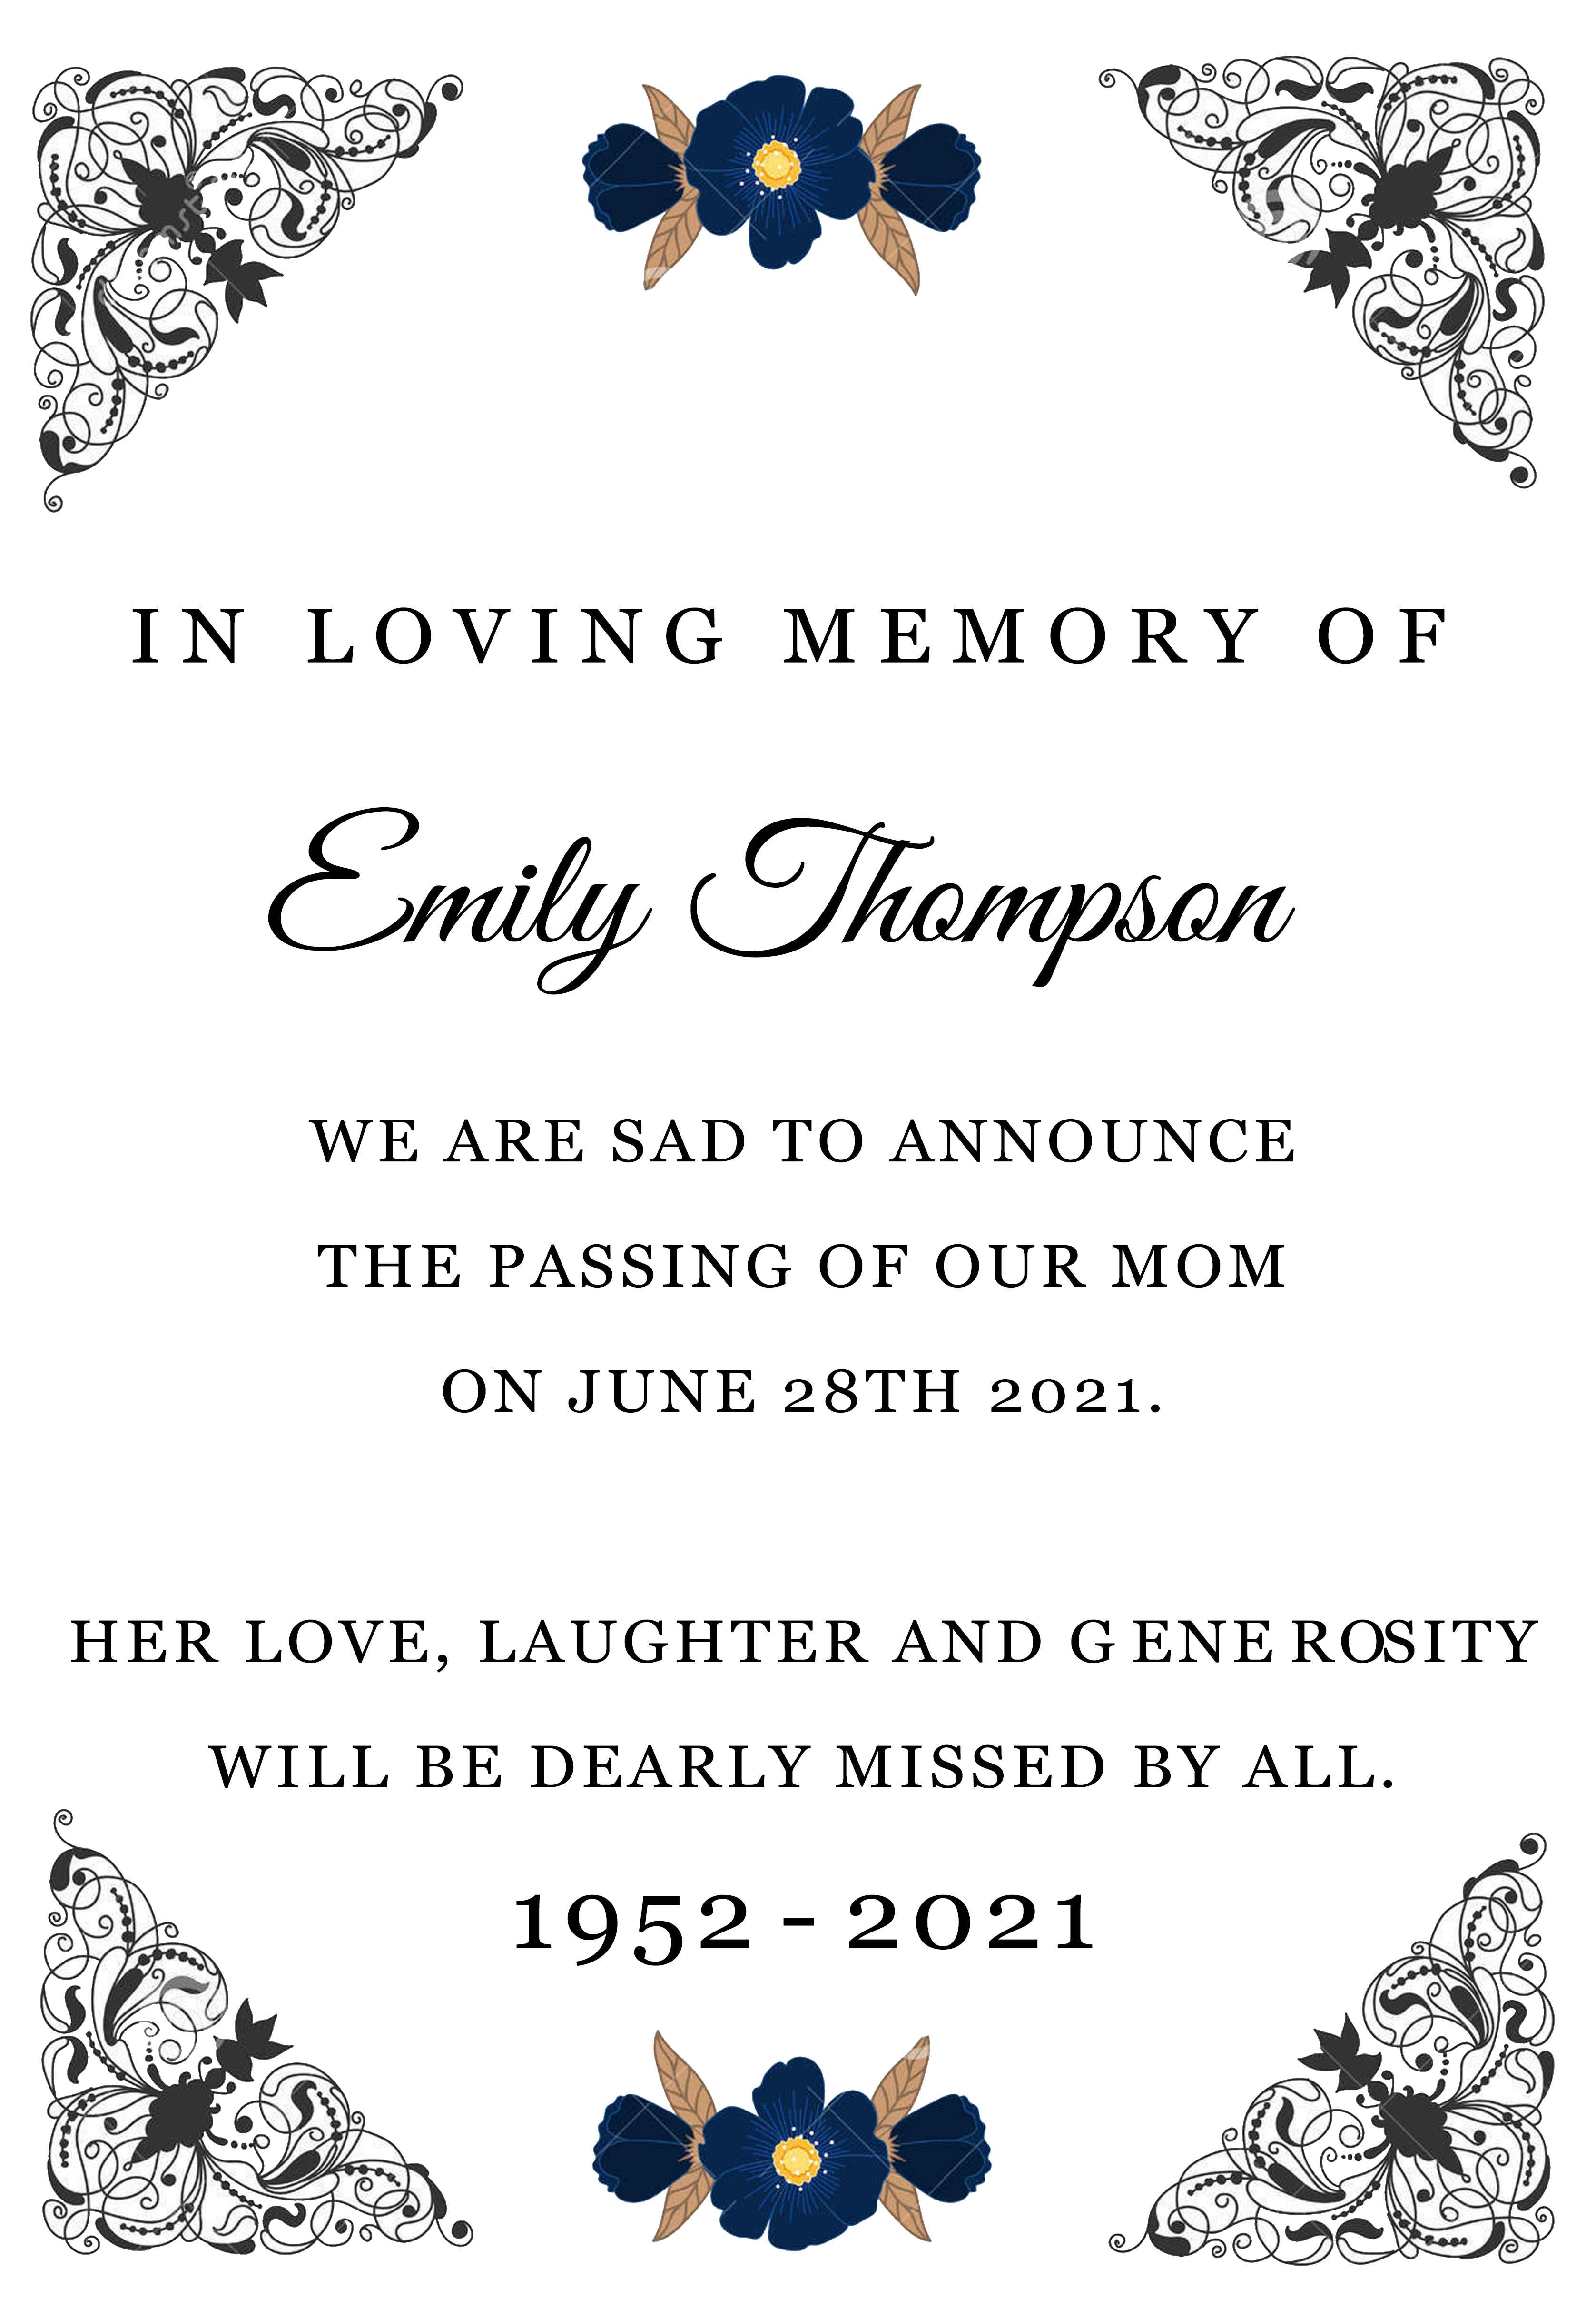 IN LOVING MEMORY OF
Emily Thompson
WE ARE SAD TO ANNOUNCE
THE PASSING OF OUR MOM
ON JUNE 28TH 2021.
HER LOVE, LAUGHTER AND GENEROSITY
WILL BE DEARLY MISSED BY ALL.
1952 - 2021